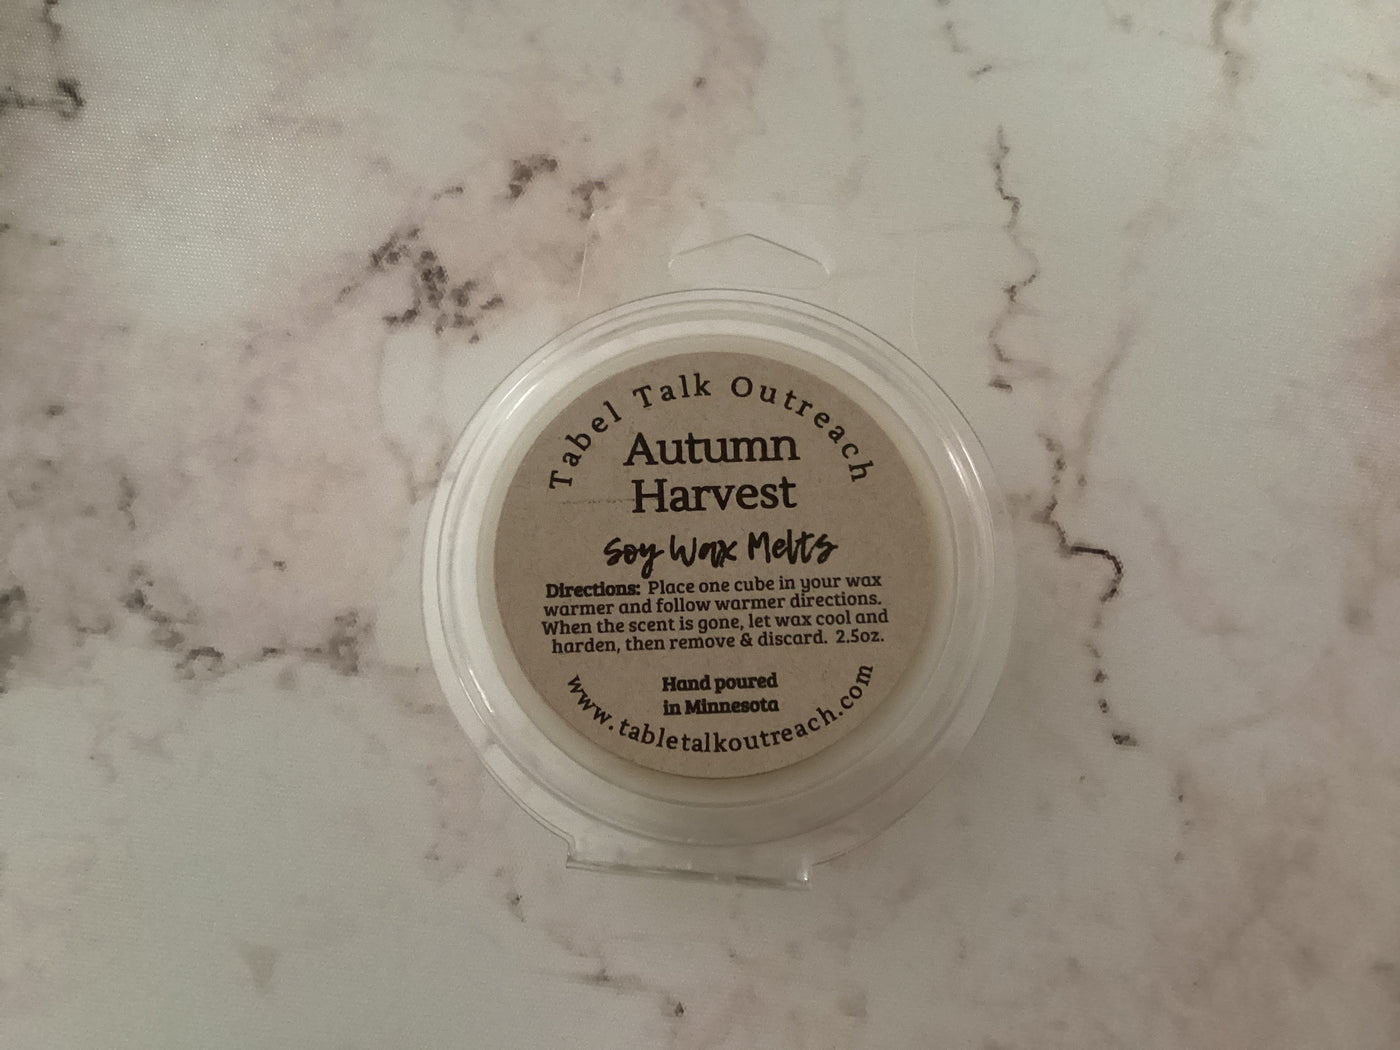 Tabel Talk Outreach
Autumn
Harvest
Soy Wax Melts
Directions: Place one cube in your wax
warmer and follow warmer directions.
When the scent is gone, let wax cool and
harden, then remove & discard. 2.5oz.
Hand poured
in Minnesota
www.tabletalkoutreach.com